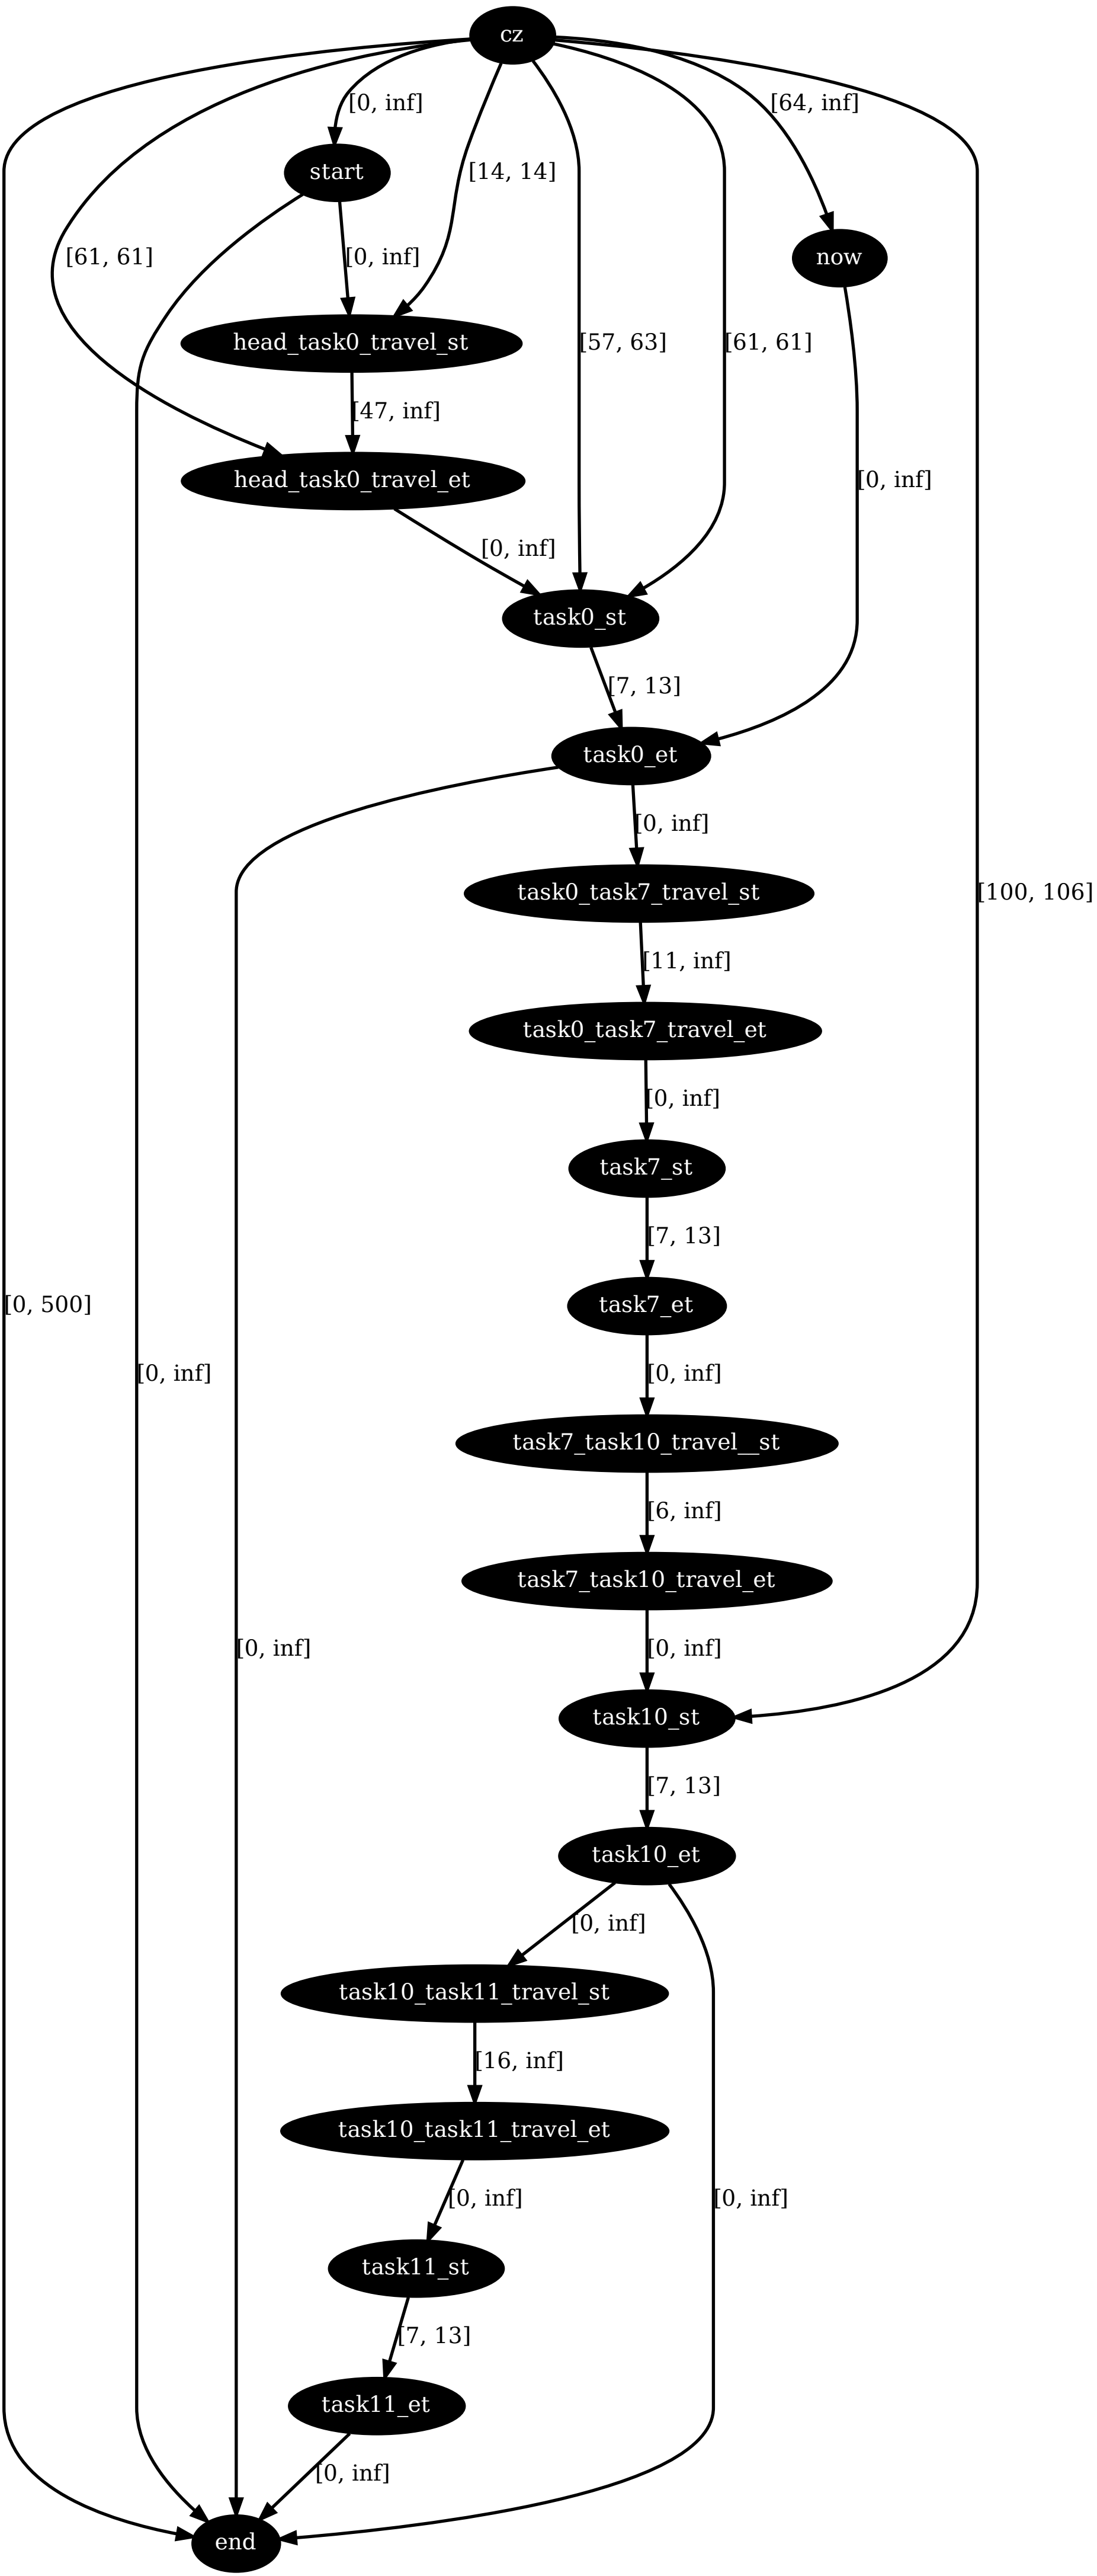 cz
[0, inf]
[64, inf]
start
[14, 14]
[61, 61]
[0, inf]
now
head_task0_travel_st
[57, 63]
[61, 61]
[47, inf]
head_task0_travel_et
[0, inf]
[0, inf]
task0_st
[7, 13]
task0_et
[0, inf]
task0_task7_travel_st
[100, 106]
[11, inf]
task0_task7_travel_et
[0, inf]
task7_st
[7, 13]
[0, 500]
task7_et
[0, inf]
[0, inf]
task7_task10_travel__st
[6, inf]
task7_task10_travel_et
[0, inf]
[0, inf]
task10_st
[7, 13]
task10_et
[0, inf]
task10_task11_travel_st
[16, inf]
task10_task11_travel_et
[0, inf]
[0, inf]
task11_st
[7, 13]
task11_et
[0, inf]
end